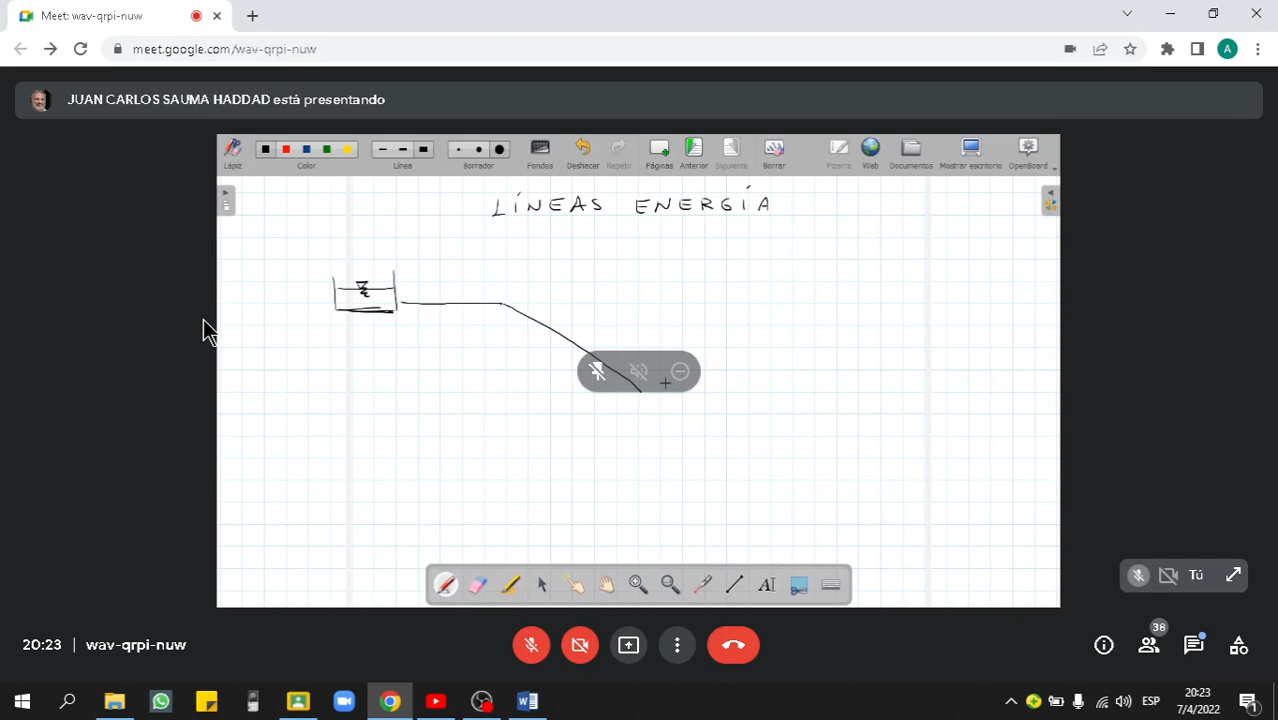 Meet: wav-qrpi-nuw
meet.google.com/wav-qrpi-nuw
A
JUAN CARLOS SAUMA HADDAD está presentando
Lápiz
Color
Línea
Borrador
Fondos
Deshacer
Repetir
Páginas
Anterior
Siguiente
Borrar
Pizarra
Web
Documentos
Mostrar escritorio
OpenBoard
LÍNEAS ENERGÍA
Tú
20:23 | wav-qrpi-nuw
38
ESP
20:23
7/4/2022
1